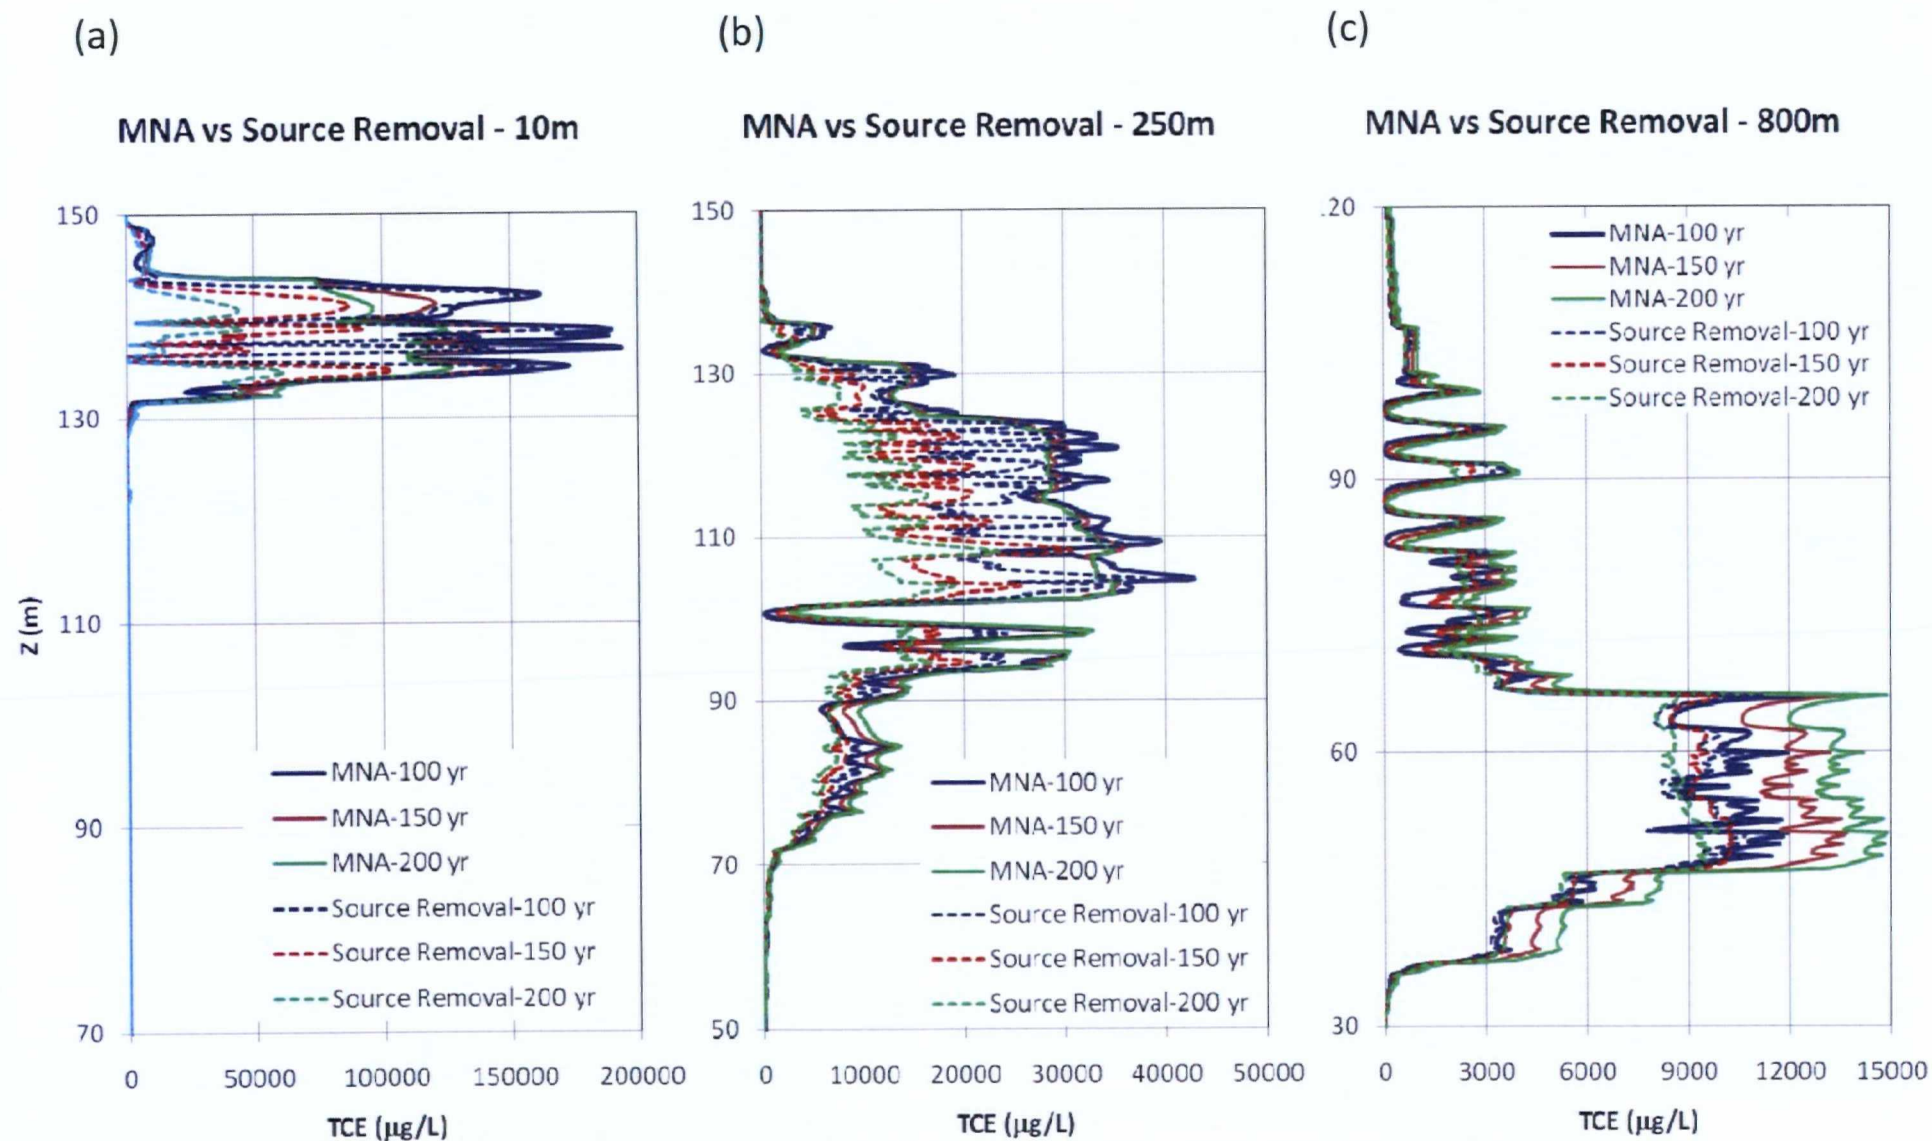 (a)
MNA vs Source Removal - 10m
150
130
110
90
70
Z (m)
MNA-100 yr
MNA-150 yr
MNA-200 yr
Source Removal-100 yr
Source Removal-150 yr
Source Removal-200 yr
0 50000 100000 150000 200000
TCE (µg/L)
(b)
MNA vs Source Removal - 250m
150
130
110
90
70
50
MNA-100 yr
MNA-150 yr
MNA-200 yr
Source Removal-100 yr
Source Removal-150 yr
Source Removal-200 yr
0 10000 20000 30000 40000 50000
TCE (µg/L)
(c)
MNA vs Source Removal - 800m
.20
90
60
30
MNA-100 yr
MNA-150 yr
MNA-200 yr
Source Removal-100 yr
Source Removal-150 yr
Source Removal-200 yr
0 3000 6000 9000 12000 15000
TCE (µg/L)